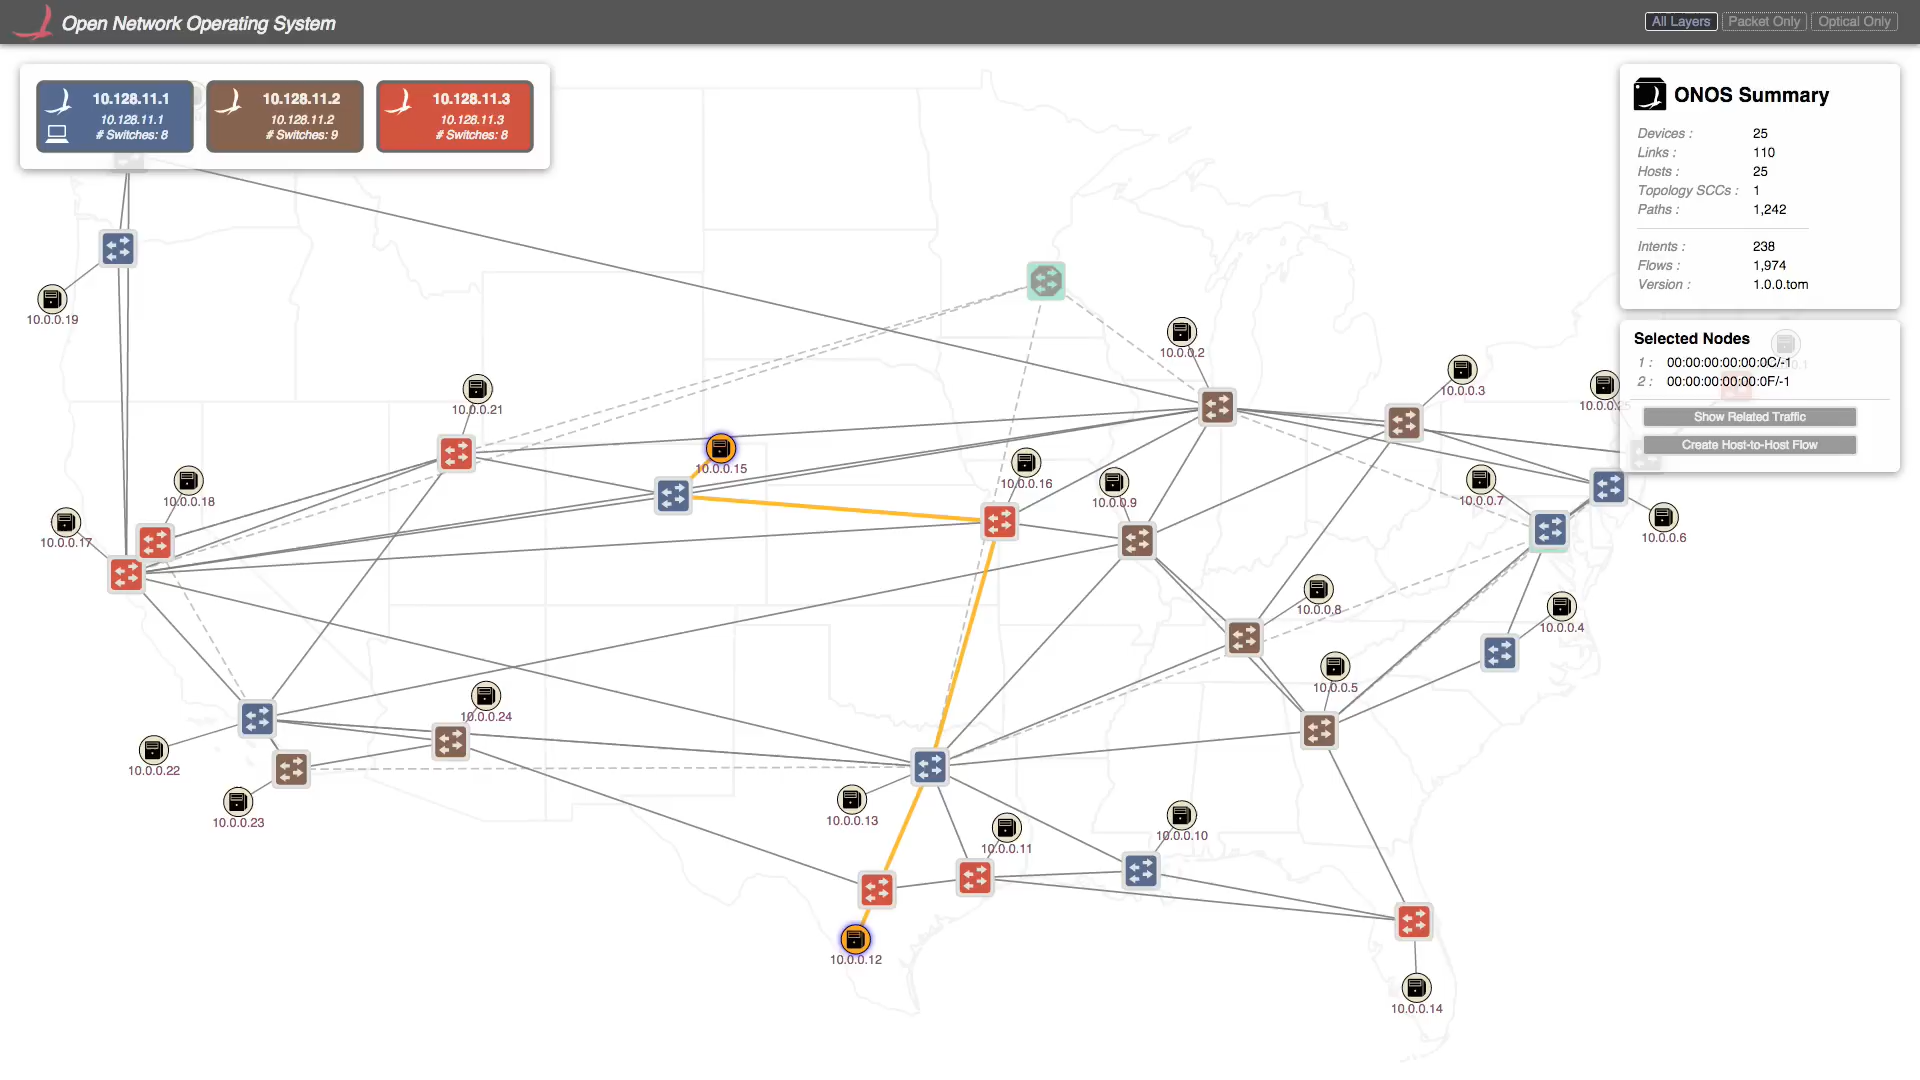 Open Network Operating System
All Layers
Packet Only
Optical Only
10.128.11.1
10.128.11.1
# Switches: 8
10.128.11.2
10.128.11.2
# Switches: 9
10.128.11.3
10.128.11.3
# Switches: 8
ONOS Summary
Devices : 25
Links : 110
Hosts : 25
Topology SCCs : 1
Paths : 1,242
Intents : 238
Flows : 1,974
Version : 1.0.0.tom
Selected Nodes
1 : 00:00:00:00:00:0C/-1
2 : 00:00:00:00:00:0F/-1
Show Related Traffic
Create Host-to-Host Flow
10.0.0.19
10.0.0.2
10.0.0.3
10.0.0.21
10.0.0.15
10.0.0.16
10.0.0.18
10.0.0.9
10.0.0.7
10.0.0.17
10.0.0.6
10.0.0.8
10.0.0.4
10.0.0.5
10.0.0.24
10.0.0.22
10.0.0.23
10.0.0.13
10.0.0.11
10.0.0.10
10.0.0.12
10.0.0.14